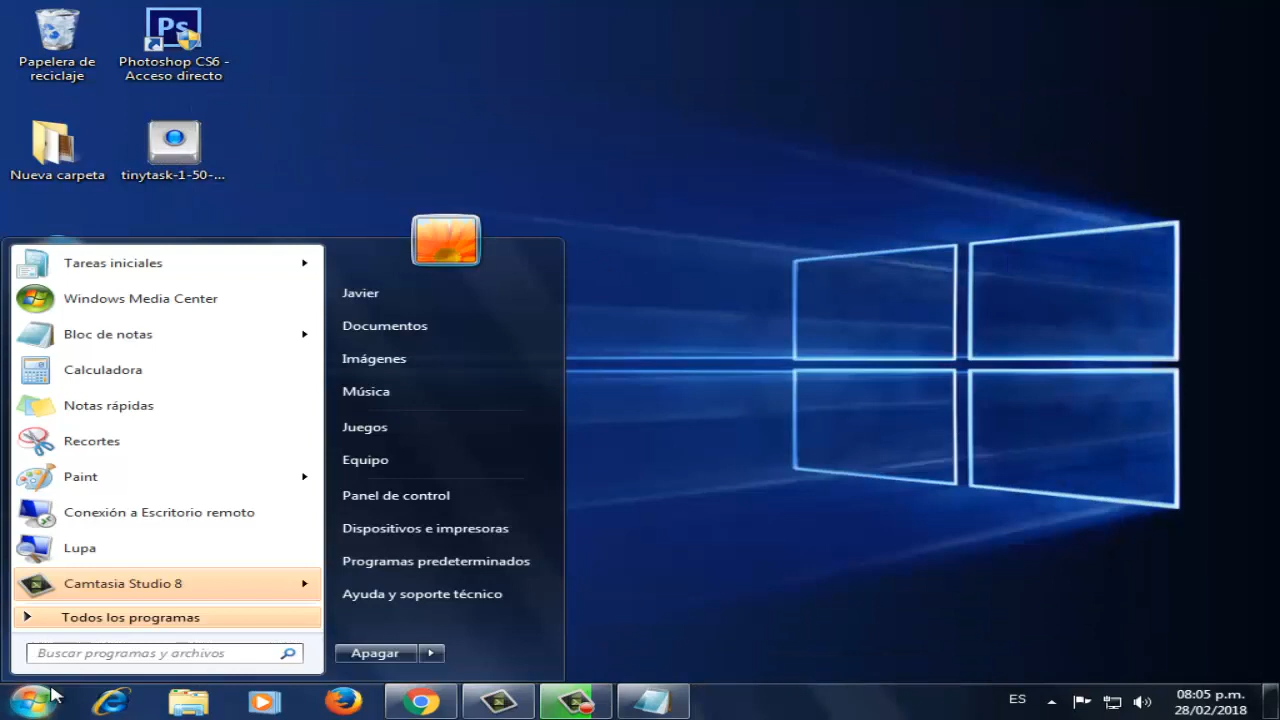 Papelera de
reciclaje
Ps
Photoshop CS6 -
Acceso directo
Nueva carpeta
tinytask-1-50-...
Tareas iniciales
Windows Media Center
Bloc de notas
Calculadora
Notas rápidas
Recortes
Paint
Conexión a Escritorio remoto
Lupa
Camtasia Studio 8
Todos los programas
Buscar programas y archivos
Javier
Documentos
Imágenes
Música
Juegos
Equipo
Panel de control
Dispositivos e impresoras
Programas predeterminados
Ayuda y soporte técnico
Apagar
ES
08:05 p.m.
28/02/2018